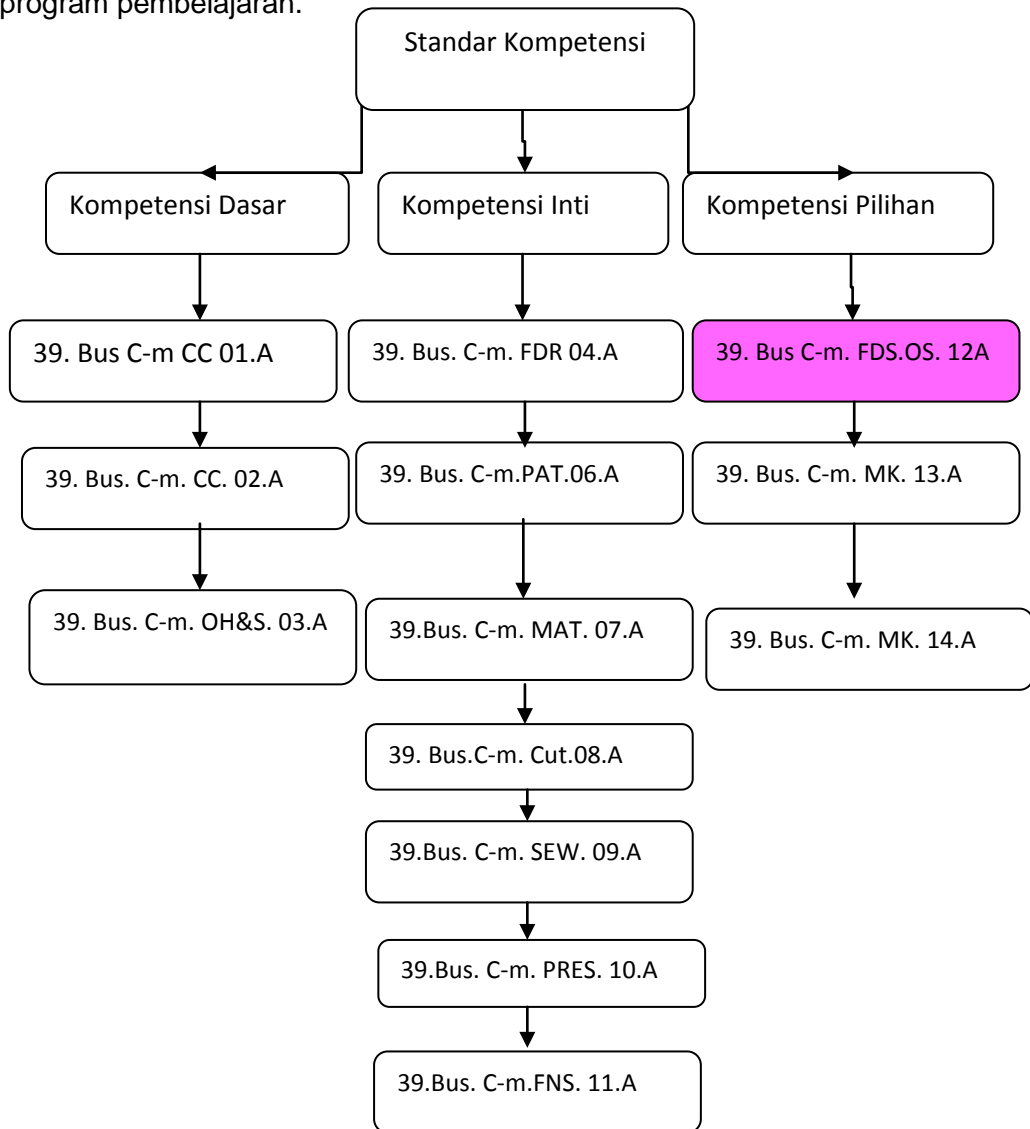 program pembelajaran.
Standar Kompetensi
Kompetensi Dasar
Kompetensi Inti
Kompetensi Pilihan
39. Bus C-m CC 01.A
39. Bus. C-m. FDR 04.A
39. Bus C-m. FDS.OS. 12A
39. Bus. C-m. CC. 02.A
39. Bus. C-m.PAT.06.A
39. Bus. C-m. MK. 13.A
39. Bus. C-m. OH&S. 03.A
39.Bus. C-m. MAT. 07.A
39. Bus. C-m. MK. 14.A
39. Bus.C-m. Cut.08.A
39.Bus. C-m. SEW. 09.A
39.Bus. C-m. PRES. 10.A
39.Bus. C-m.FNS. 11.A